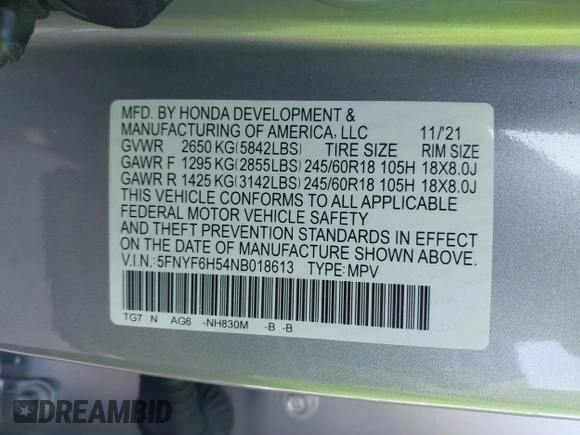 MFD. BY HONDA DEVELOPMENT &
MANUFACTURING OF AMERICA, LLC 11/'21
GVWR 2650 KG(5842LBS) TIRE SIZE RIM SIZE
GAWR F 1295 KG(2855LBS) 245/60R18 105H 18X8.0J
GAWR R 1425 KG(3142LBS) 245/60R18 105H 18X8.0J
THIS VEHICLE CONFORMS TO ALL APPLICABLE
FEDERAL MOTOR VEHICLE SAFETY
AND THEFT PREVENTION STANDARDS IN EFFECT
ON THE DATE OF MANUFACTURE SHOWN ABOVE.
V.I.N.:5FNYF6H54NB018613 TYPE:MPV
TG7 N AG6 -NH830M -B -B
DREAMBID